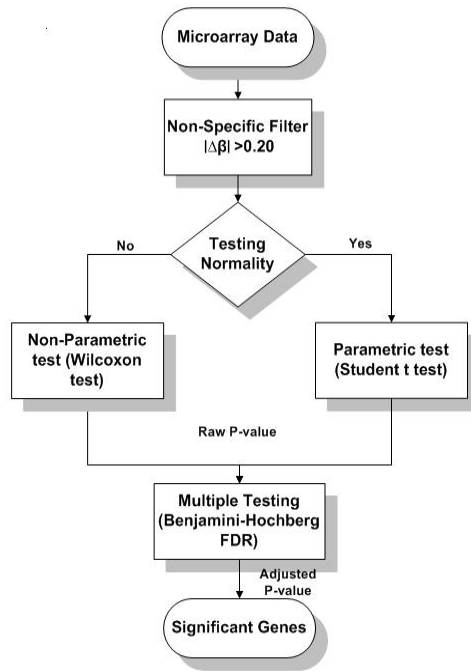 Microarray Data
Non-Specific Filter
|Δβ| >0.20
Testing
Normality
No
Yes
Non-Parametric
test (Wilcoxon
test)
Parametric test
(Student t test)
Raw P-value
Multiple Testing
(Benjamini-Hochberg
FDR)
Adjusted
P-value
Significant Genes